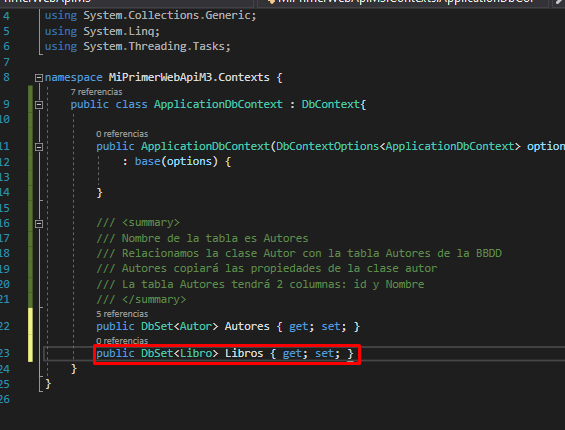 4 using System.Collections.Generic;
5 using System.Linq;
6 using System.Threading.Tasks;
7
8 namespace MiPrimerWebApiM3.Contexts {
7 referencias
9 public class ApplicationDbContext : DbContext{
10
0 referencias
11 public ApplicationDbContext(DbContextOptions<ApplicationDbContext> option
12 : base(options) {
13
14 }
15
16 /// <summary>
17 /// Nombre de la tabla es Autores
18 /// Relacionamos la clase Autor con la tabla Autores de la BBDD
19 /// Autores copiará las propiedades de la clase autor
20 /// La tabla Autores tendrá 2 columnas: id y Nombre
21 /// </summary>
5 referencias
22 public DbSet<Autor> Autores { get; set; }
0 referencias
23 public DbSet<Libro> Libros { get; set; }
24 }
25 }
26